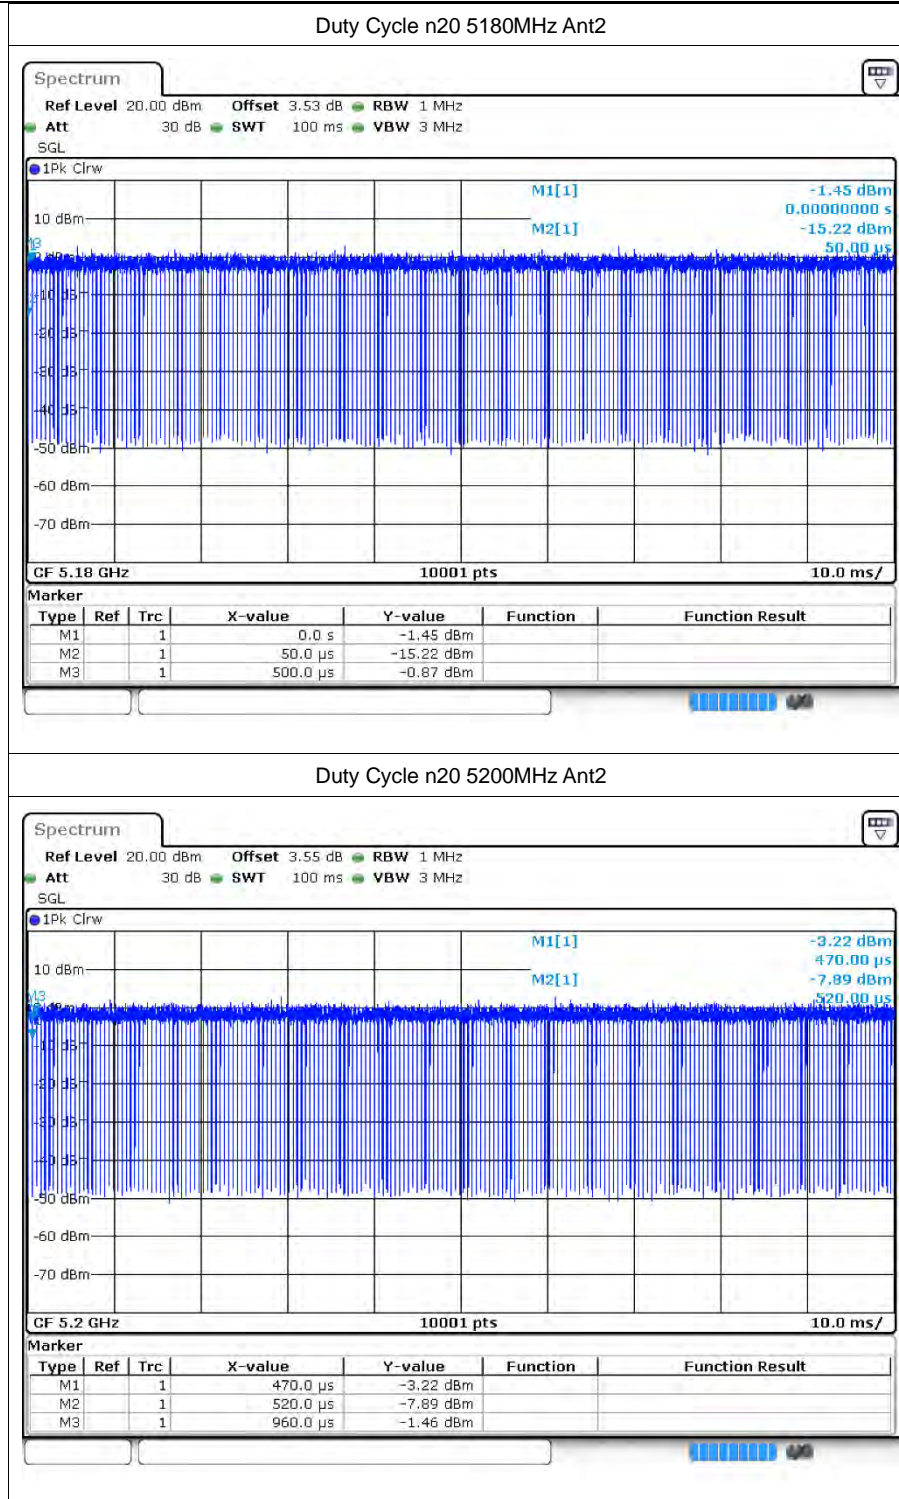 Duty Cycle n20 5180MHz Ant2
Spectrum
Ref Level 20.00 dBm Offset 3.53 dB RBW 1 MHz
Att 30 dB SWT 100 ms VBW 3 MHz
SGL
1Pk Clrw
M1[1] -1.45 dBm
0.00000000 s
10 dBm
M2[1] -15.22 dBm
50.00 µs
M3
-50 dBm
-60 dBm
-70 dBm
CF 5.18 GHz 10001 pts 10.0 ms/
Marker
Type Ref Trc X-value Y-value Function Function Result
M1 1 0.0 s -1.45 dBm
M2 1 50.0 µs -15.22 dBm
M3 1 500.0 µs -0.87 dBm
Duty Cycle n20 5200MHz Ant2
Spectrum
Ref Level 20.00 dBm Offset 3.55 dB RBW 1 MHz
Att 30 dB SWT 100 ms VBW 3 MHz
SGL
1Pk Clrw
M1[1] -3.22 dBm
470.00 µs
10 dBm
M2[1] -7.89 dBm
520.00 µs
M3
-50 dBm
-60 dBm
-70 dBm
CF 5.2 GHz 10001 pts 10.0 ms/
Marker
Type Ref Trc X-value Y-value Function Function Result
M1 1 470.0 µs -3.22 dBm
M2 1 520.0 µs -7.89 dBm
M3 1 960.0 µs -1.46 dBm